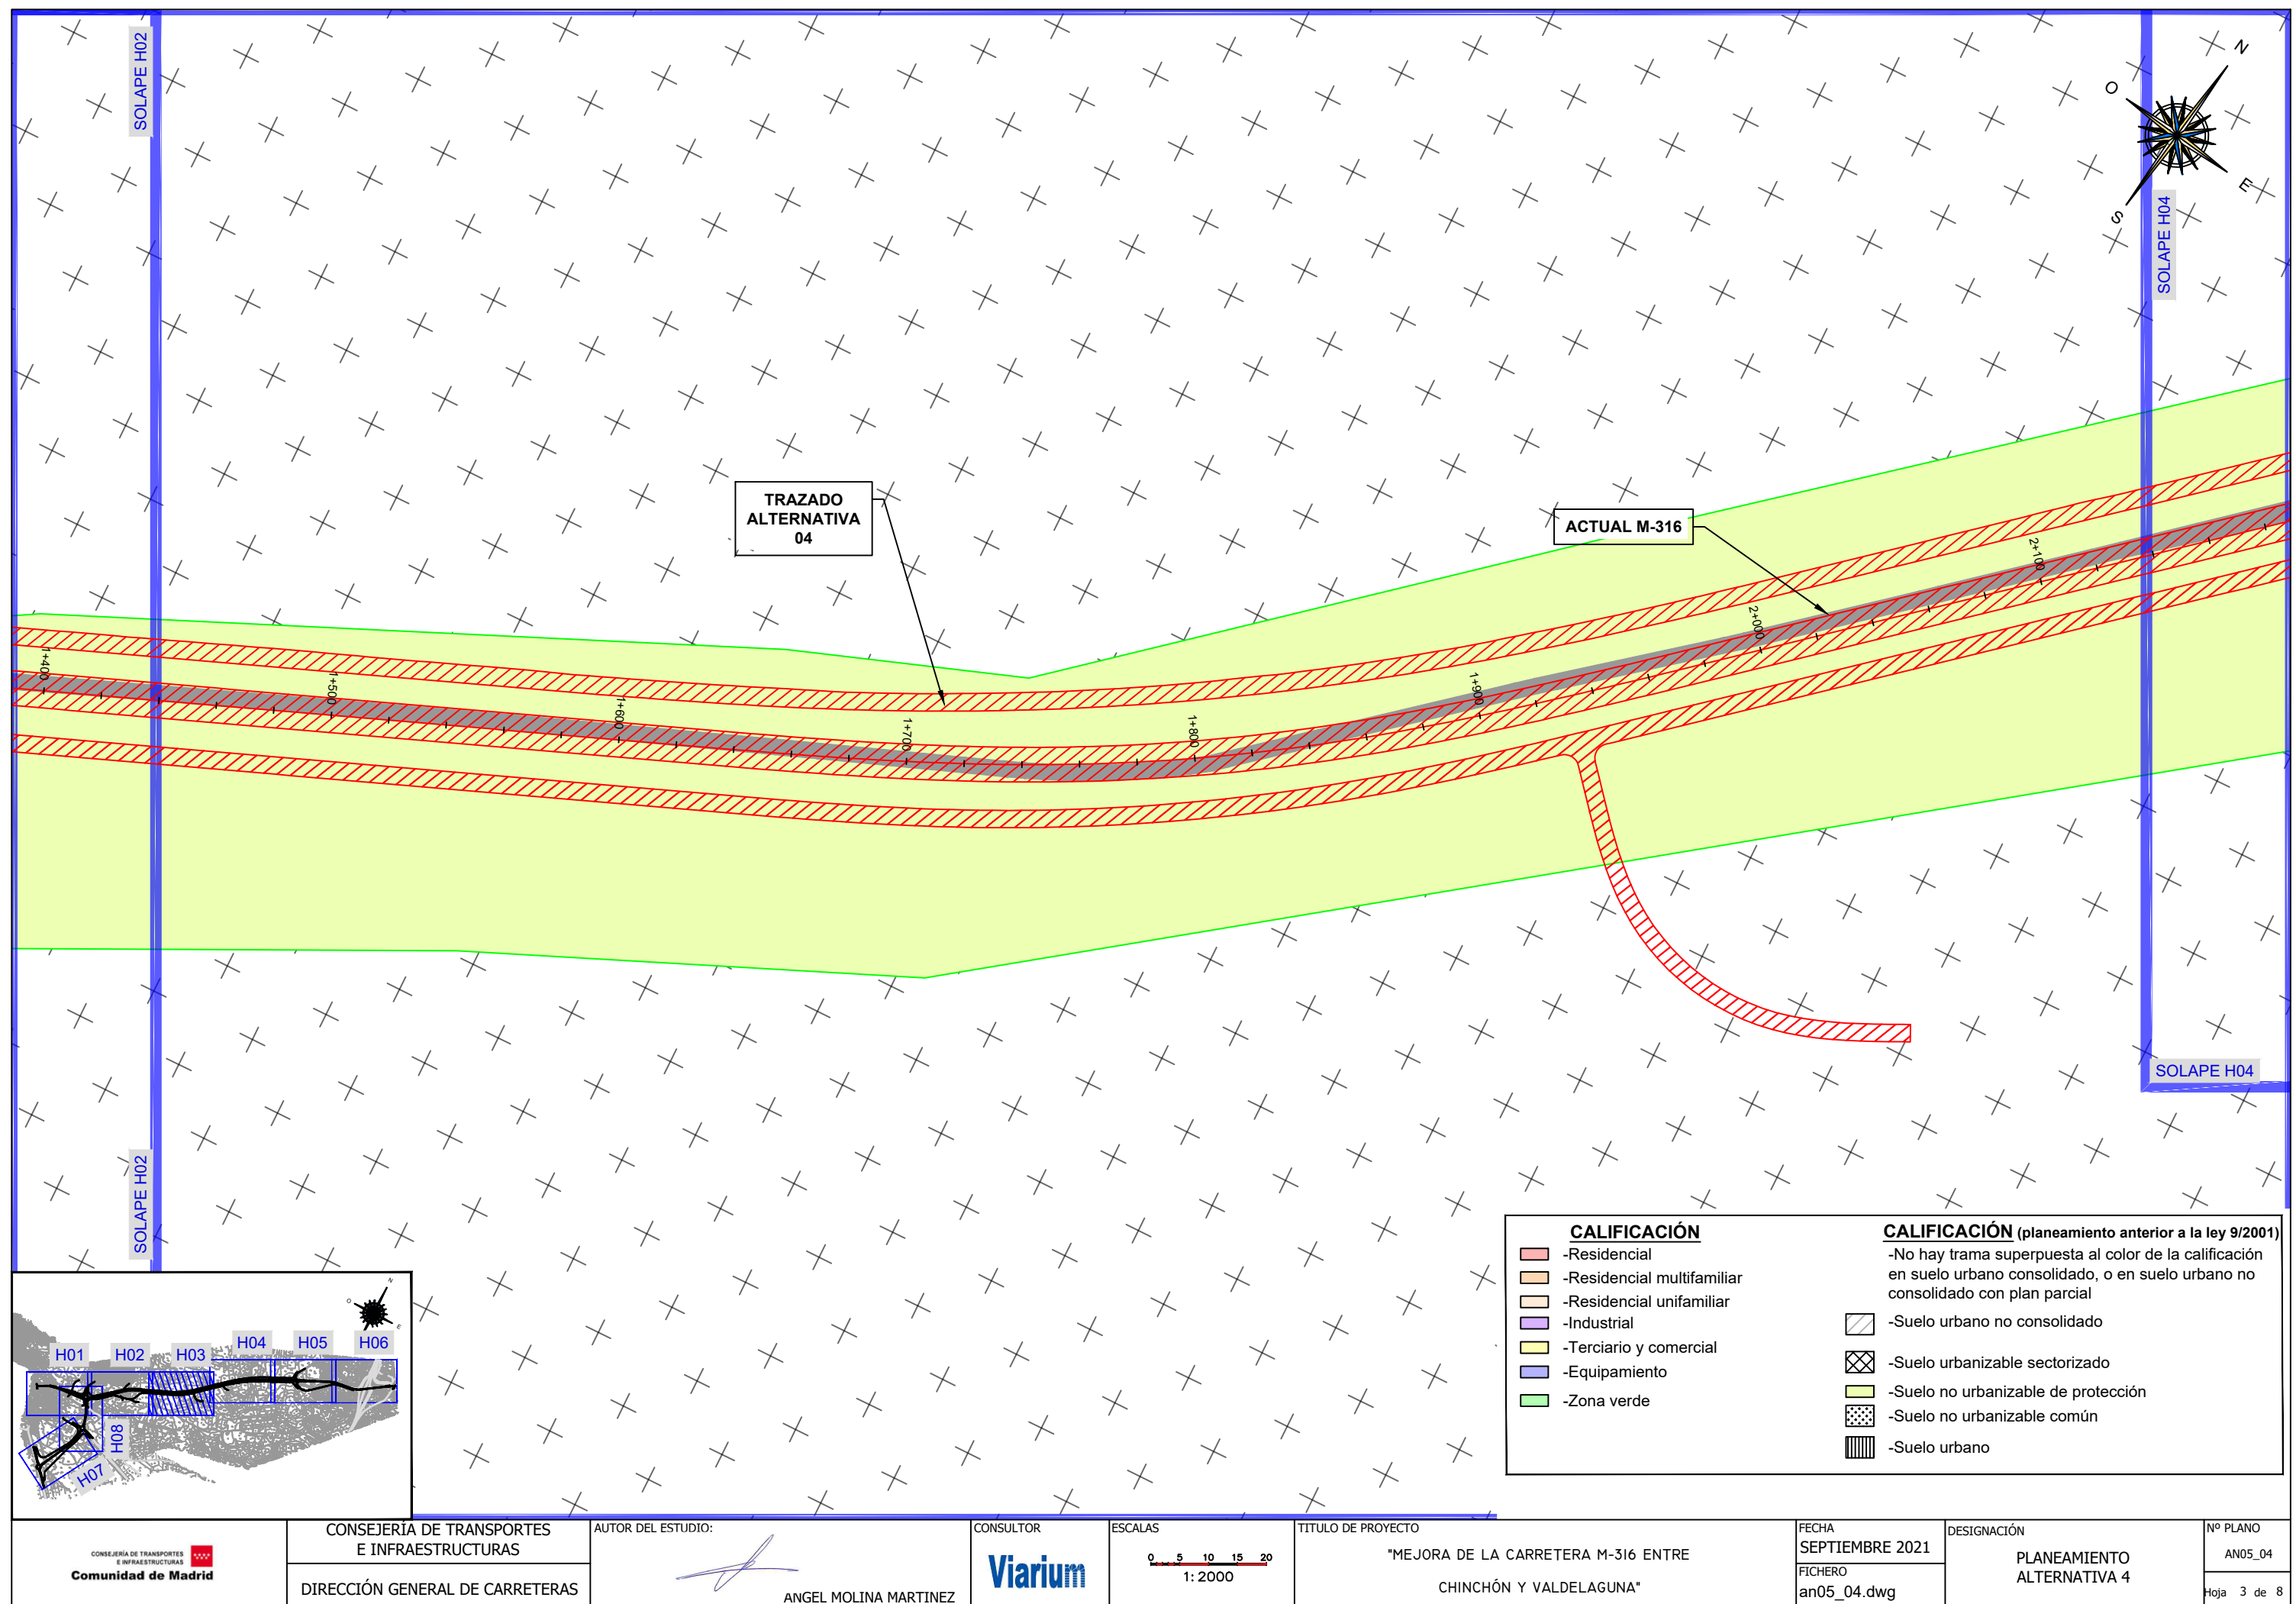 SOLAPE H02
N
O
E
S
SOLAPE H04
TRAZADO
ALTERNATIVA
04
ACTUAL M-316
1+400
1+500
1+600
1+700
1+800
1+900
2+000
2+100
SOLAPE H04
SOLAPE H02
N
O
E
H01
H02
H03
H04
H05
H06
H08
H07
CALIFICACIÓN
-Residencial
-Residencial multifamiliar
-Residencial unifamiliar
-Industrial
-Terciario y comercial
-Equipamiento
-Zona verde
CALIFICACIÓN (planeamiento anterior a la ley 9/2001)
-No hay trama superpuesta al color de la calificación
en suelo urbano consolidado, o en suelo urbano no
consolidado con plan parcial
-Suelo urbano no consolidado
-Suelo urbanizable sectorizado
-Suelo no urbanizable de protección
-Suelo no urbanizable común
-Suelo urbano
CONSEJERÍA DE TRANSPORTES
E INFRAESTRUCTURAS
Comunidad de Madrid
CONSEJERÍA DE TRANSPORTES
E INFRAESTRUCTURAS
DIRECCIÓN GENERAL DE CARRETERAS
AUTOR DEL ESTUDIO:
ANGEL MOLINA MARTINEZ
CONSULTOR
Viarium
ESCALAS
0 5 10 15 20
1:2000
TITULO DE PROYECTO
"MEJORA DE LA CARRETERA M-316 ENTRE
CHINCHÓN Y VALDELAGUNA"
FECHA
SEPTIEMBRE 2021
FICHERO
an05_04.dwg
DESIGNACIÓN
PLANEAMIENTO
ALTERNATIVA 4
Nº PLANO
AN05_04
Hoja 3 de 8